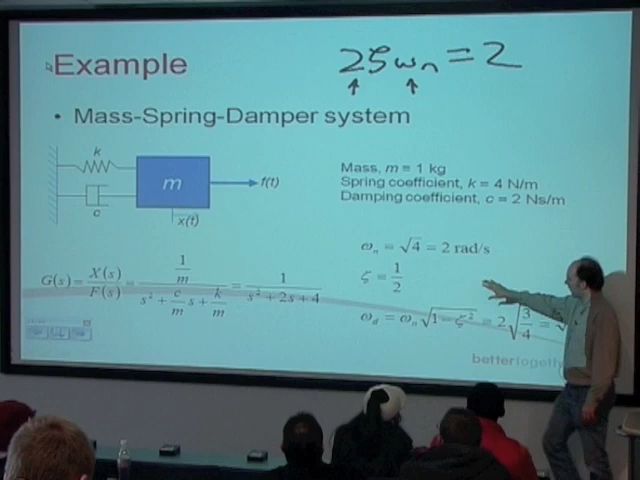 Example
2ζωn = 2
• Mass-Spring-Damper system
k
m
f(t)
c
x(t)
Mass, m = 1 kg
Spring coefficient, k = 4 N/m
Damping coefficient, c = 2 Ns/m
ωn = √4 = 2 rad/s
ζ = 1/2
G(s) = X(s)/F(s) = (1/m)/(s² + (c/m)s + k/m) = 1/(s² + 2s + 4)
ωd = ωn√(1 − ζ²) = 2√(3/4) =
bettertogeth